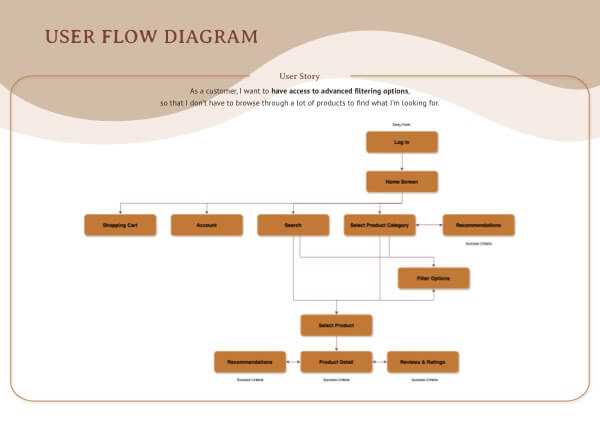 USER FLOW DIAGRAM
User Story
As a customer, I want to have access to advanced filtering options,
so that I don't have to browse through a lot of products to find what I'm looking for.
Entry Point
Log In
Home Screen
Shopping Cart
Account
Search
Select Product Category
Recommendations
Success Criteria
Filter Options
Select Product
Recommendations
Product Detail
Reviews & Ratings
Success Criteria
Success Criteria
Success Criteria